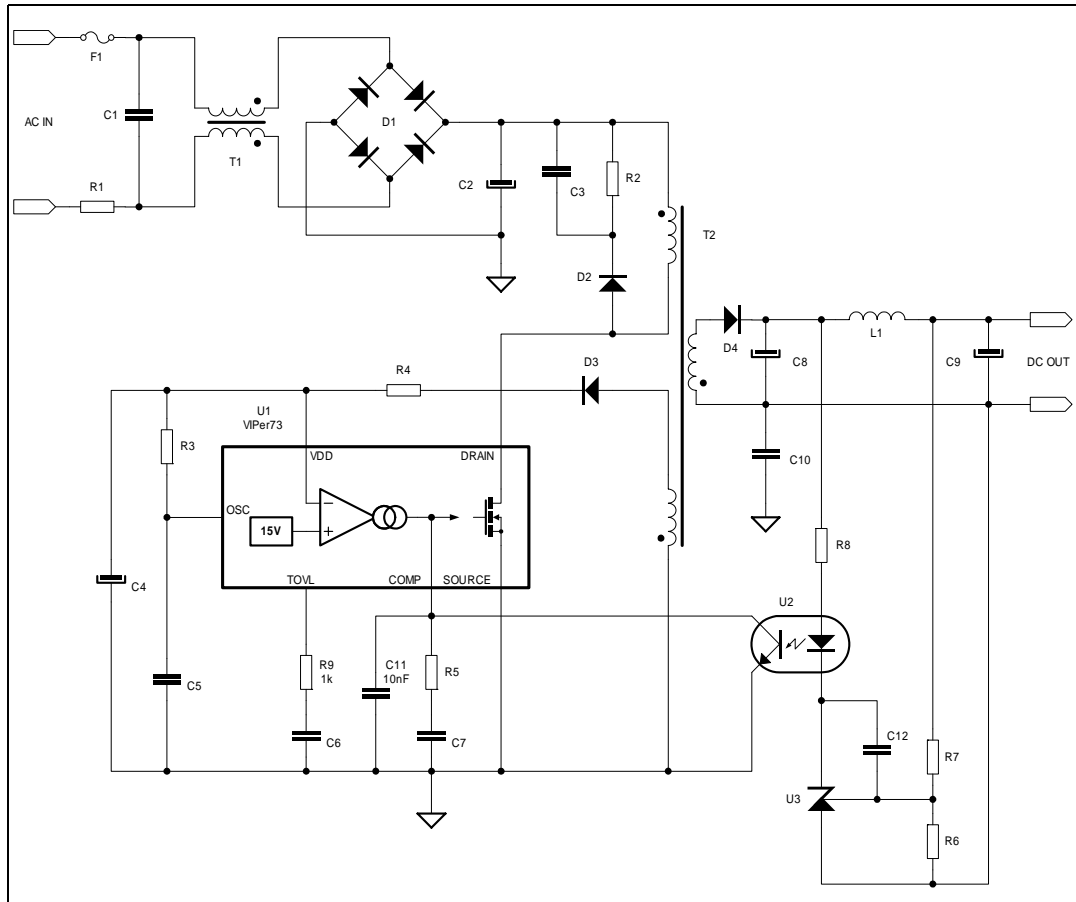 F1
AC IN
C1
T1
D1
R1
C2
C3
R2
T2
D2
D4
C8
L1
C9
DC OUT
R4
D3
U1
VIPer73
R3
VDD
DRAIN
OSC
15V
−
+
C10
TOVL
COMP
SOURCE
C4
R8
U2
C5
R9
1k
C11
10nF
R5
C6
C7
C12
R7
U3
R6